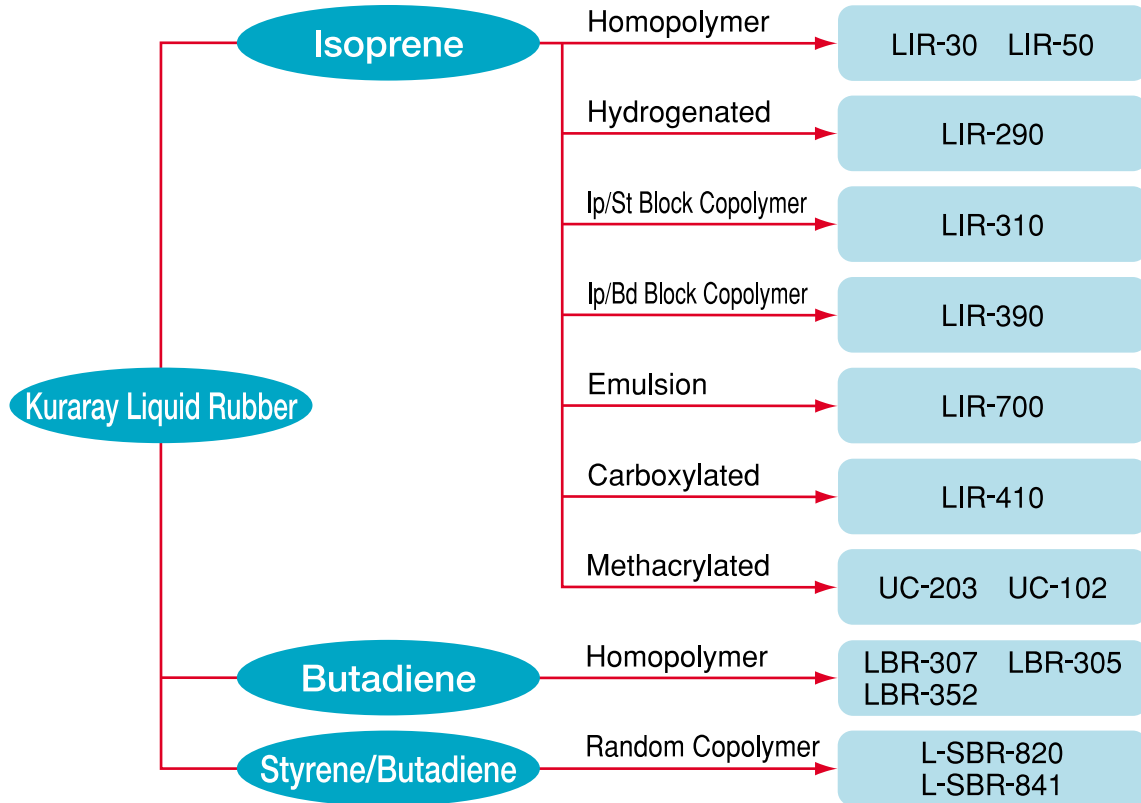 Isoprene
Homopolymer
LIR-30 LIR-50
Hydrogenated
LIR-290
Ip/St Block Copolymer
LIR-310
Ip/Bd Block Copolymer
LIR-390
Kuraray Liquid Rubber
Emulsion
LIR-700
Carboxylated
LIR-410
Methacrylated
UC-203 UC-102
Butadiene
Homopolymer
LBR-307 LBR-305
LBR-352
Styrene/Butadiene
Random Copolymer
L-SBR-820
L-SBR-841